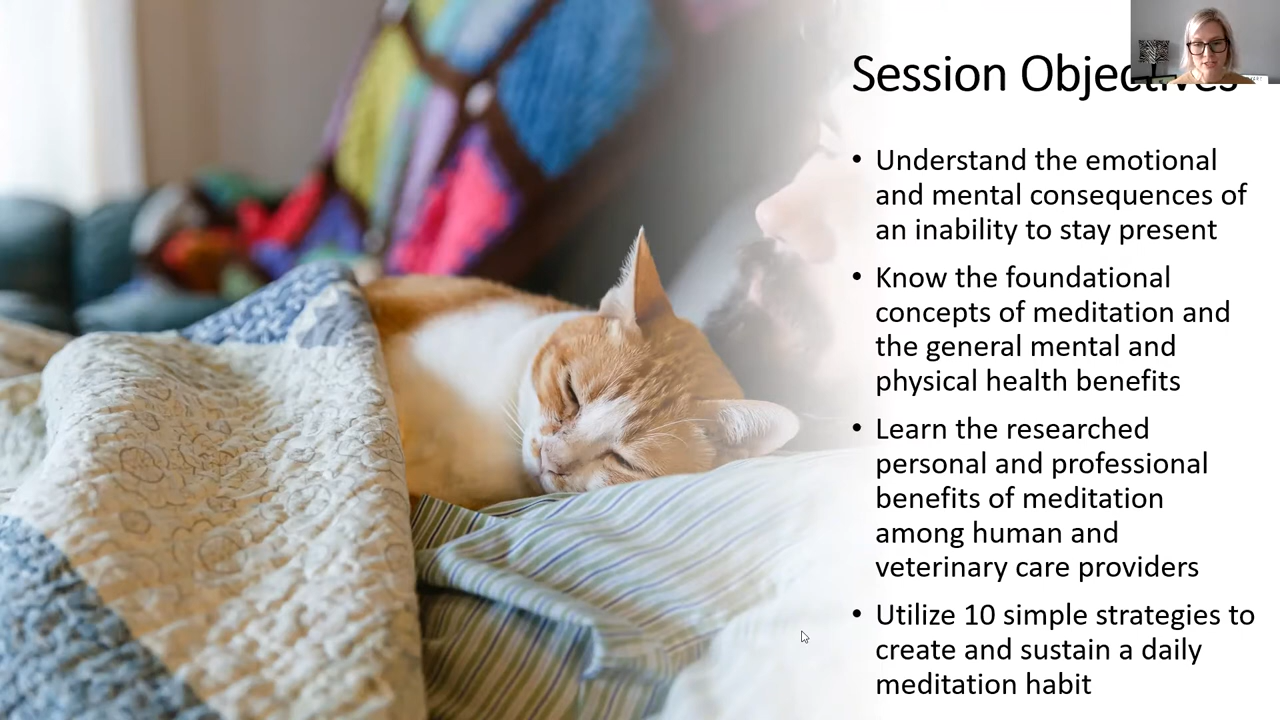 Session Objectives
• Understand the emotional
and mental consequences of
an inability to stay present
• Know the foundational
concepts of meditation and
the general mental and
physical health benefits
• Learn the researched
personal and professional
benefits of meditation
among human and
veterinary care providers
• Utilize 10 simple strategies to
create and sustain a daily
meditation habit